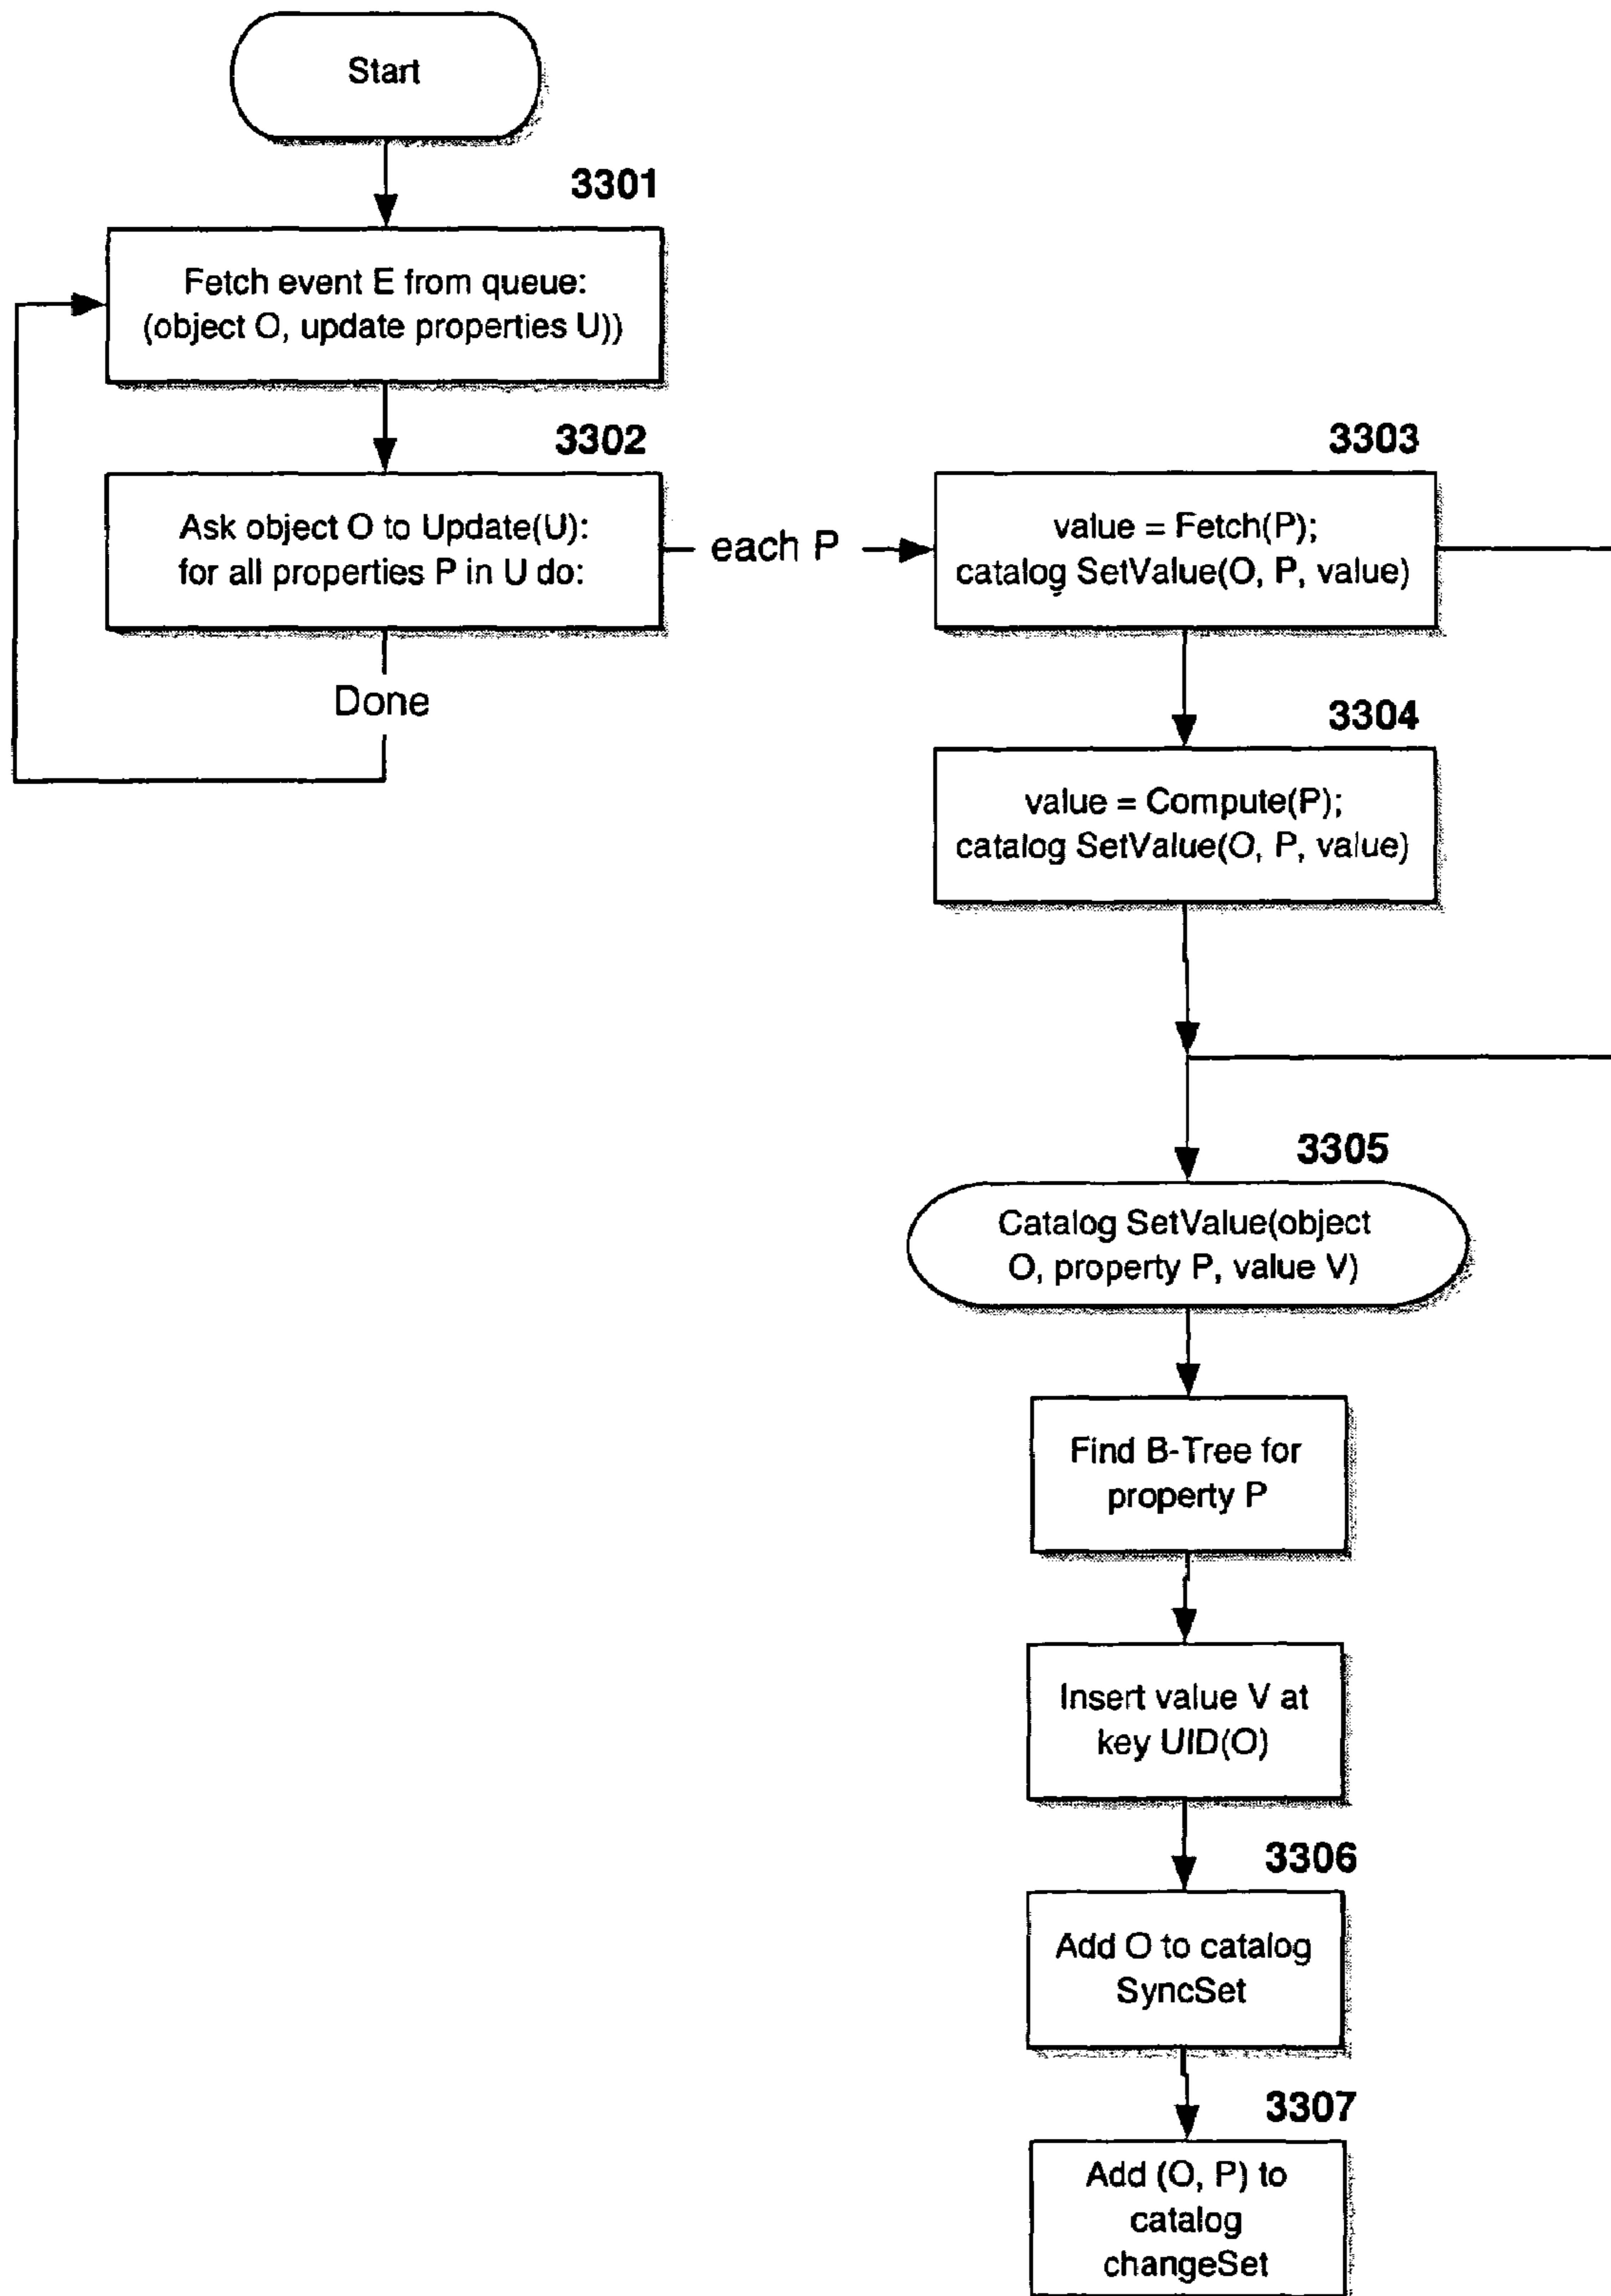 Start
3301
Fetch event E from queue:
(object O, update properties U))
3302
Ask object O to Update(U):
for all properties P in U do:
each P
Done
3303
value = Fetch(P);
catalog SetValue(O, P, value)
3304
value = Compute(P);
catalog SetValue(O, P, value)
3305
Catalog SetValue(object
O, property P, value V)
Find B-Tree for
property P
Insert value V at
key UID(O)
3306
Add O to catalog
SyncSet
3307
Add (O, P) to
catalog
changeSet